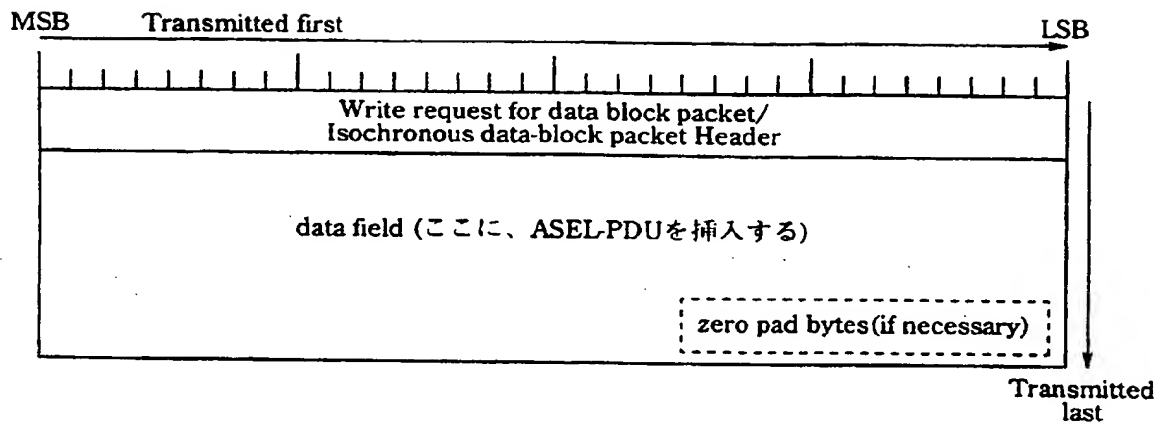 MSB Transmitted first LSB
Write request for data block packet/
Isochronous data-block packet Header
data field (ここに、ASEL-PDUを挿入する)
zero pad bytes(if necessary)
Transmitted
last